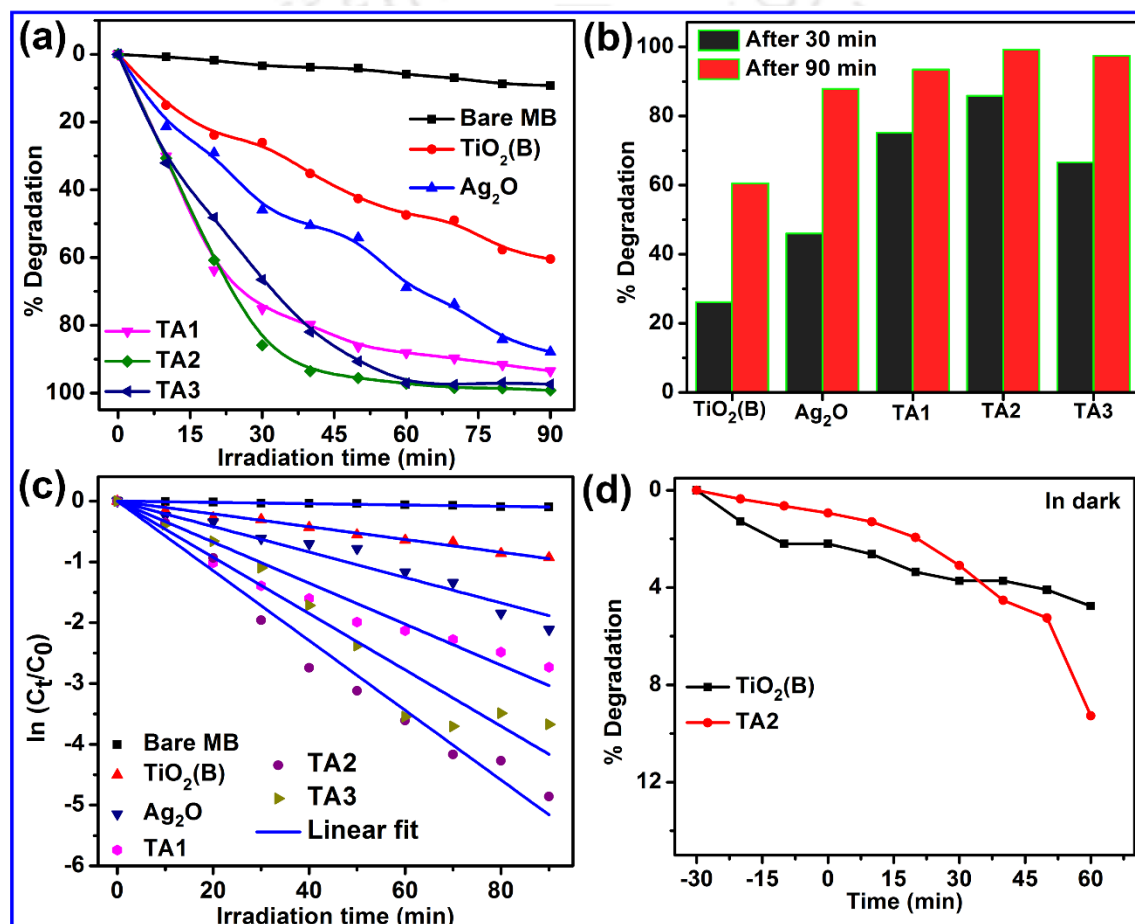 (a)
0
20
40
60
80
100
% Degradation
Bare MB
TiO₂(B)
Ag₂O
TA1
TA2
TA3
0 15 30 45 60 75 90
Irradiation time (min)
(b)
100
80
60
40
20
0
% Degradation
After 30 min
After 90 min
TiO₂(B) Ag₂O TA1 TA2 TA3
(c)
0
-1
-2
-3
-4
-5
-6
ln (Cₜ/C₀)
Bare MB
TiO₂(B)
Ag₂O
TA1
TA2
TA3
Linear fit
0 20 40 60 80
Irradiation time (min)
(d)
In dark
0
4
8
12
% Degradation
TiO₂(B)
TA2
-30 -15 0 15 30 45 60
Time (min)